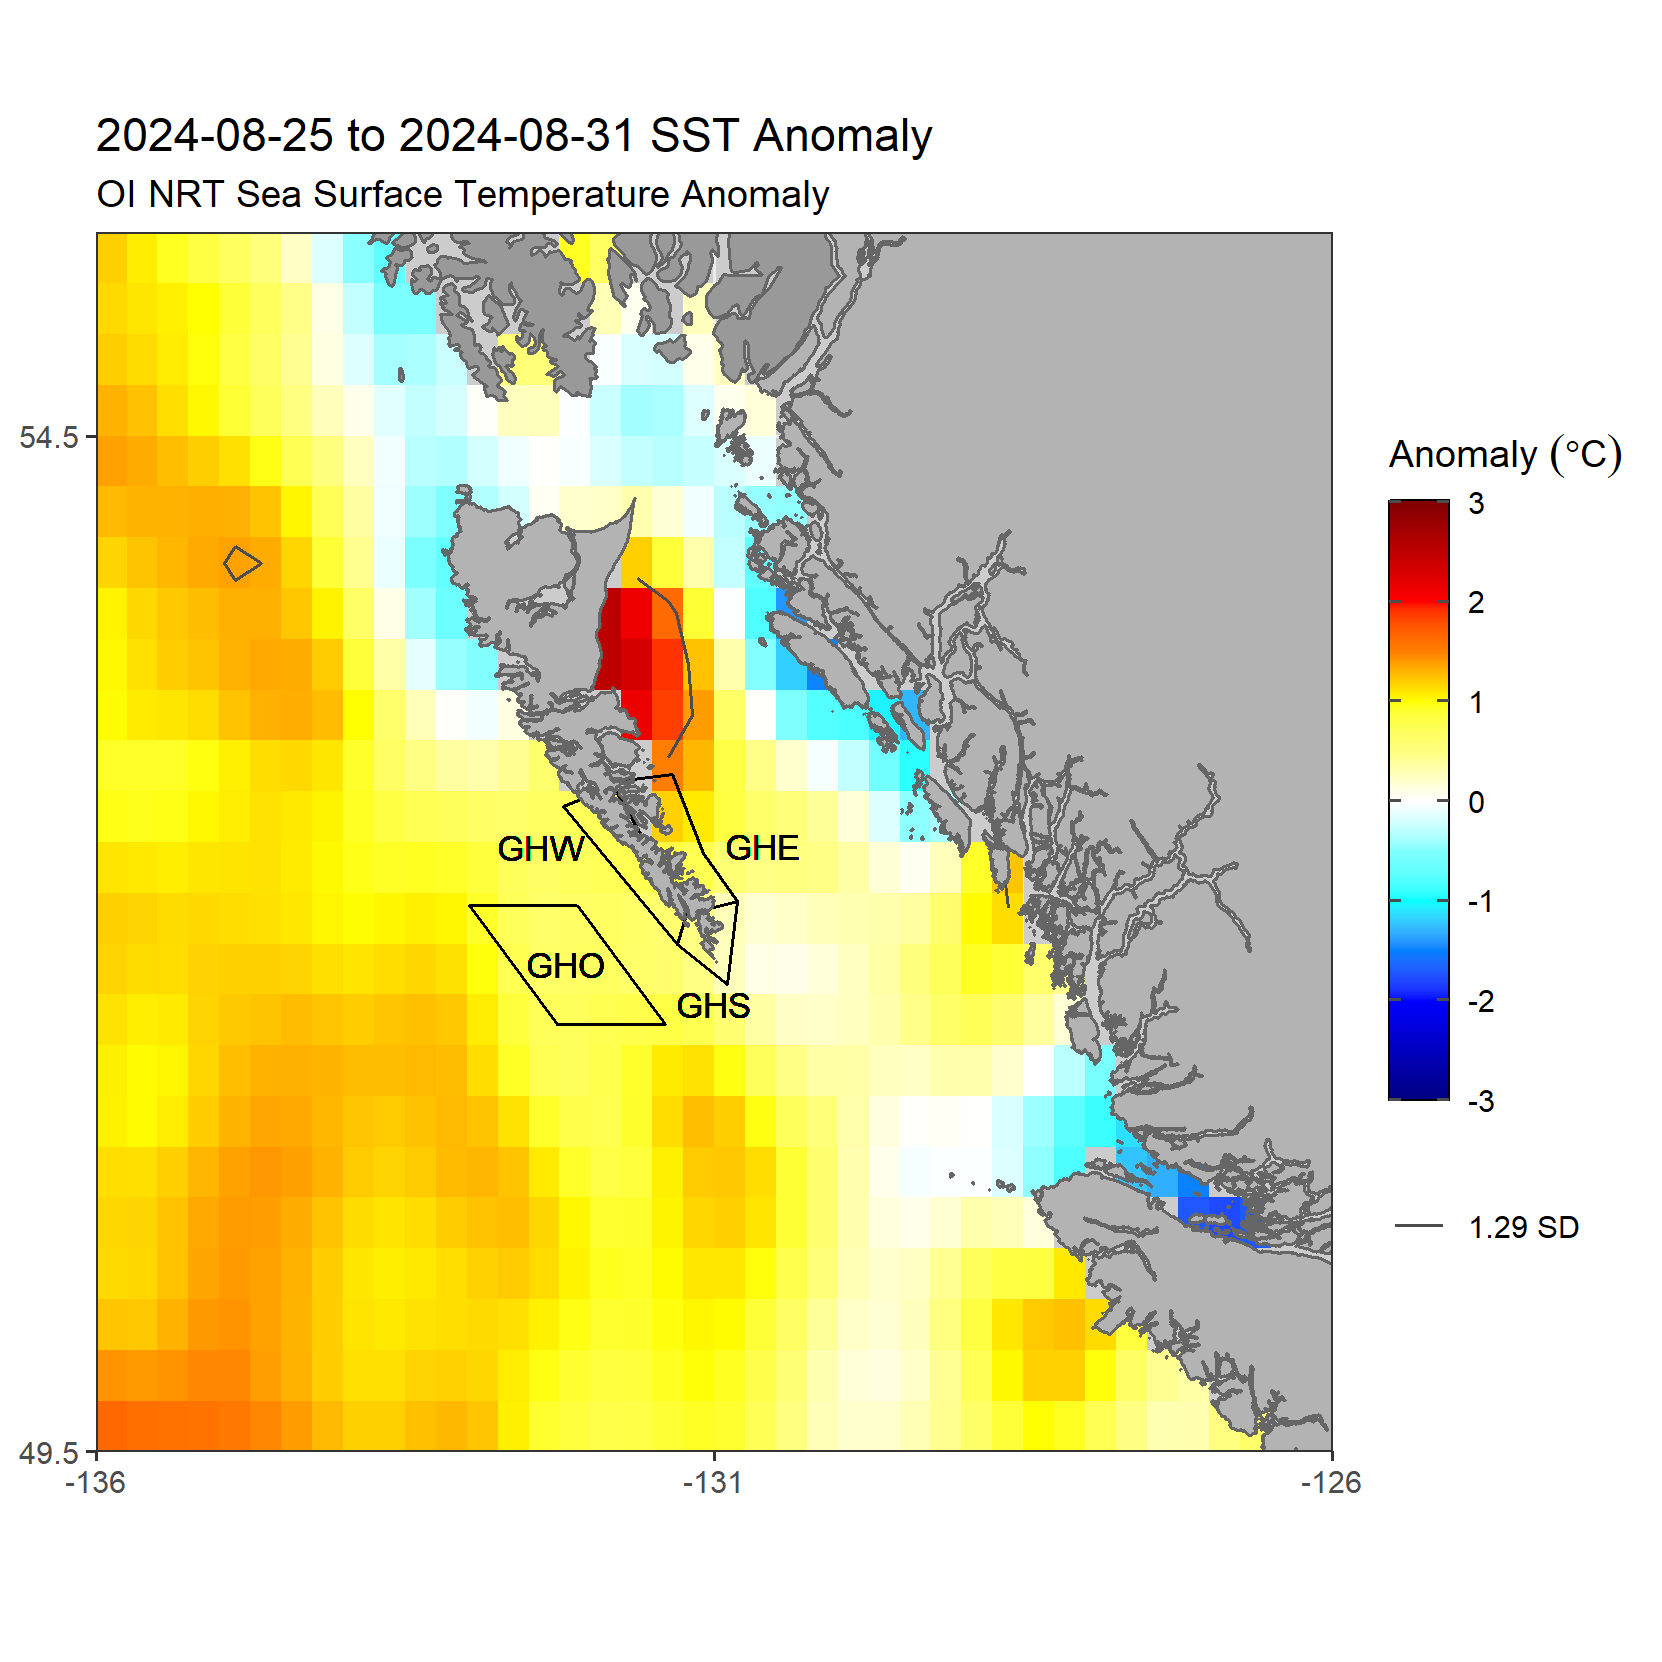 2024-08-25 to 2024-08-31 SST Anomaly
OI NRT Sea Surface Temperature Anomaly
54.5
49.5
-136
-131
-126
GHW
GHE
GHO
GHS
Anomaly (°C)
3
2
1
0
-1
-2
-3
1.29 SD